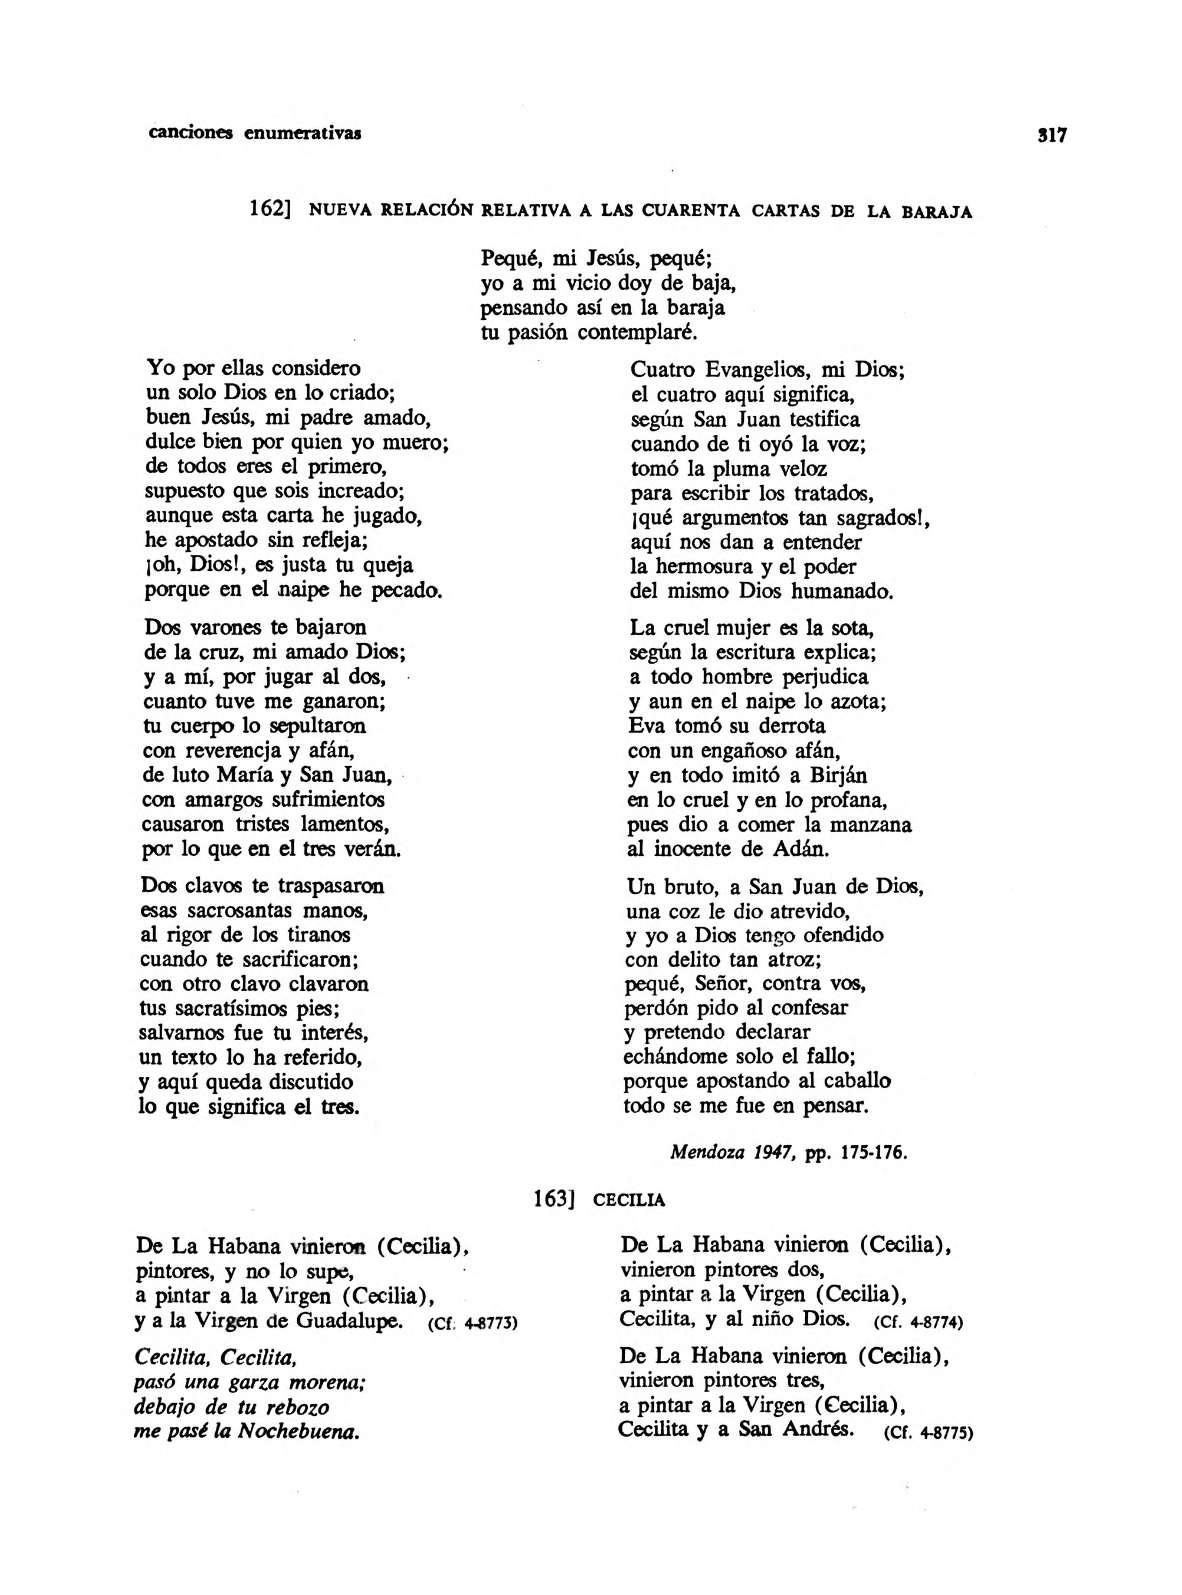 canciones enumerativas
317
162] NUEVA RELACIÓN RELATIVA A LAS CUARENTA CARTAS DE LA BARAJA
Pequé, mi Jesús, pequé;
yo a mi vicio doy de baja,
pensando así en la baraja
tu pasión contemplaré.
Yo por ellas considero
un solo Dios en lo criado;
buen Jesús, mi padre amado,
dulce bien por quien yo muero;
de todos eres el primero,
supuesto que sois increado;
aunque esta carta he jugado,
he apostado sin refleja;
¡oh, Dios!, es justa tu queja
porque en el naipe he pecado.
Dos varones te bajaron
de la cruz, mi amado Dios;
y a mí, por jugar al dos,
cuanto tuve me ganaron;
tu cuerpo lo sepultaron
con reverencja y afán,
de luto María y San Juan,
con amargos sufrimientos
causaron tristes lamentos,
por lo que en el tres verán.
Dos clavos te traspasaron
esas sacrosantas manos,
al rigor de los tiranos
cuando te sacrificaron;
con otro clavo clavaron
tus sacratísimos pies;
salvarnos fue tu interés,
un texto lo ha referido,
y aquí queda discutido
lo que significa el tres.
Cuatro Evangelios, mi Dios;
el cuatro aquí significa,
según San Juan testifica
cuando de ti oyó la voz;
tomó la pluma veloz
para escribir los tratados,
¡qué argumentos tan sagrados!,
aquí nos dan a entender
la hermosura y el poder
del mismo Dios humanado.
La cruel mujer es la sota,
según la escritura explica;
a todo hombre perjudica
y aun en el naipe lo azota;
Eva tomó su derrota
con un engañoso afán,
y en todo imitó a Birján
en lo cruel y en lo profana,
pues dio a comer la manzana
al inocente de Adán.
Un bruto, a San Juan de Dios,
una coz le dio atrevido,
y yo a Dios tengo ofendido
con delito tan atroz;
pequé, Señor, contra vos,
perdón pido al confesar
y pretendo declarar
echándome solo el fallo;
porque apostando al caballo
todo se me fue en pensar.
Mendoza 1947, pp. 175-176.
163] CECILIA
De La Habana vinieron (Cecilia),
pintores, y no lo supe,
a pintar a la Virgen (Cecilia),
y a la Virgen de Guadalupe. (Cf. 4-8773)
Cecilita, Cecilita,
pasó una garza morena;
debajo de tu rebozo
me pasé la Nochebuena.
De La Habana vinieron (Cecilia),
vinieron pintores dos,
a pintar a la Virgen (Cecilia),
Cecilita, y al niño Dios. (Cf. 4-8774)
De La Habana vinieron (Cecilia),
vinieron pintores tres,
a pintar a la Virgen (Cecilia),
Cecilita y a San Andrés. (Cf. 4-8775)